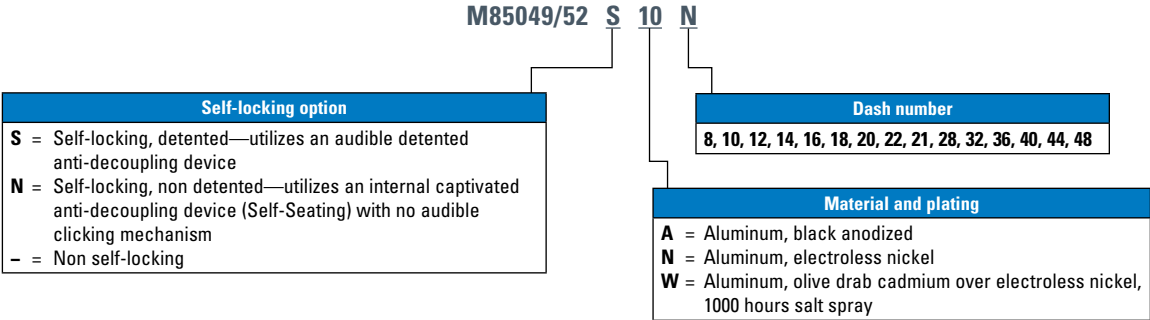 M85049/52 S 10 N
Self-locking option
S = Self-locking, detented—utilizes an audible detented
anti-decoupling device
N = Self-locking, non detented—utilizes an internal captivated
anti-decoupling device (Self-Seating) with no audible
clicking mechanism
– = Non self-locking
Dash number
8, 10, 12, 14, 16, 18, 20, 22, 21, 28, 32, 36, 40, 44, 48
Material and plating
A = Aluminum, black anodized
N = Aluminum, electroless nickel
W = Aluminum, olive drab cadmium over electroless nickel,
1000 hours salt spray